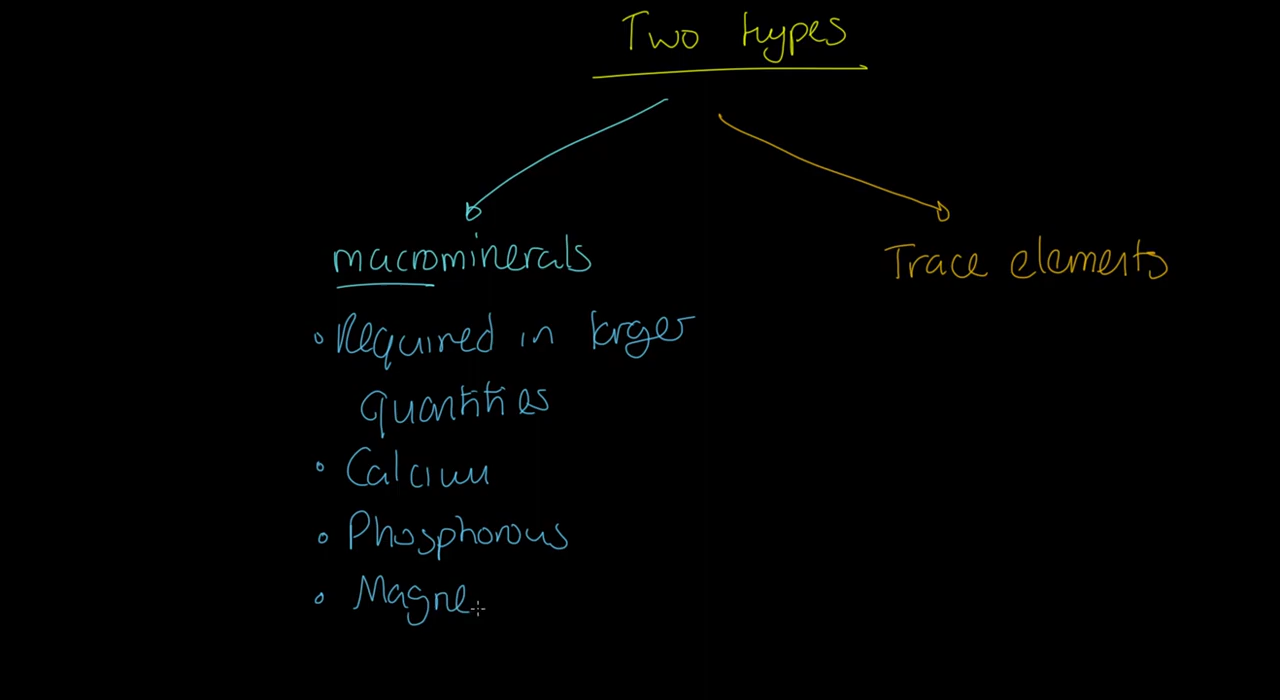 Two types
macrominerals
Trace elements
• Required in larger
quantities
• Calcium
• Phosphorous
• Magne